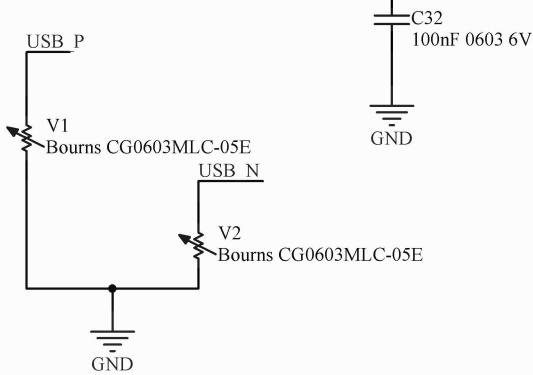 C32
100nF 0603 6V
GND
USB_P
V1
Bourns CG0603MLC-05E
USB_N
V2
Bourns CG0603MLC-05E
GND